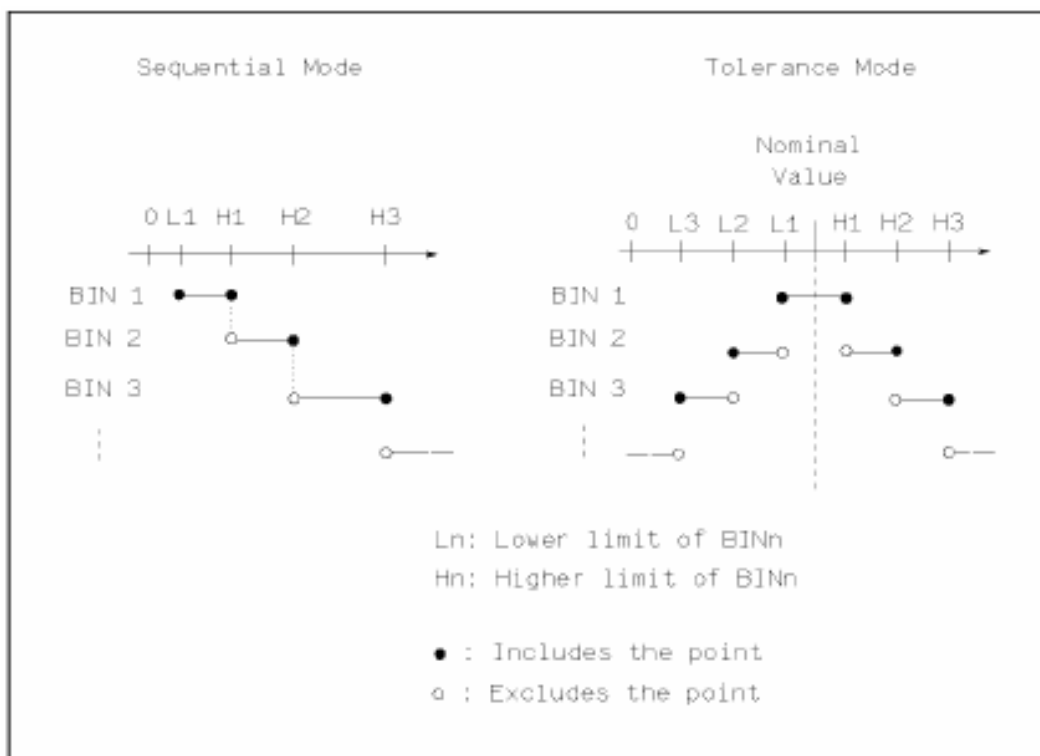 Sequential Mode
Tolerance Mode
Nominal
Value
0 L1 H1 H2 H3
0 L3 L2 L1 H1 H2 H3
BIN 1
BIN 2
BIN 3
BIN 1
BIN 2
BIN 3
Ln: Lower limit of BINn
Hn: Higher limit of BINn
● : Includes the point
○ : Excludes the point